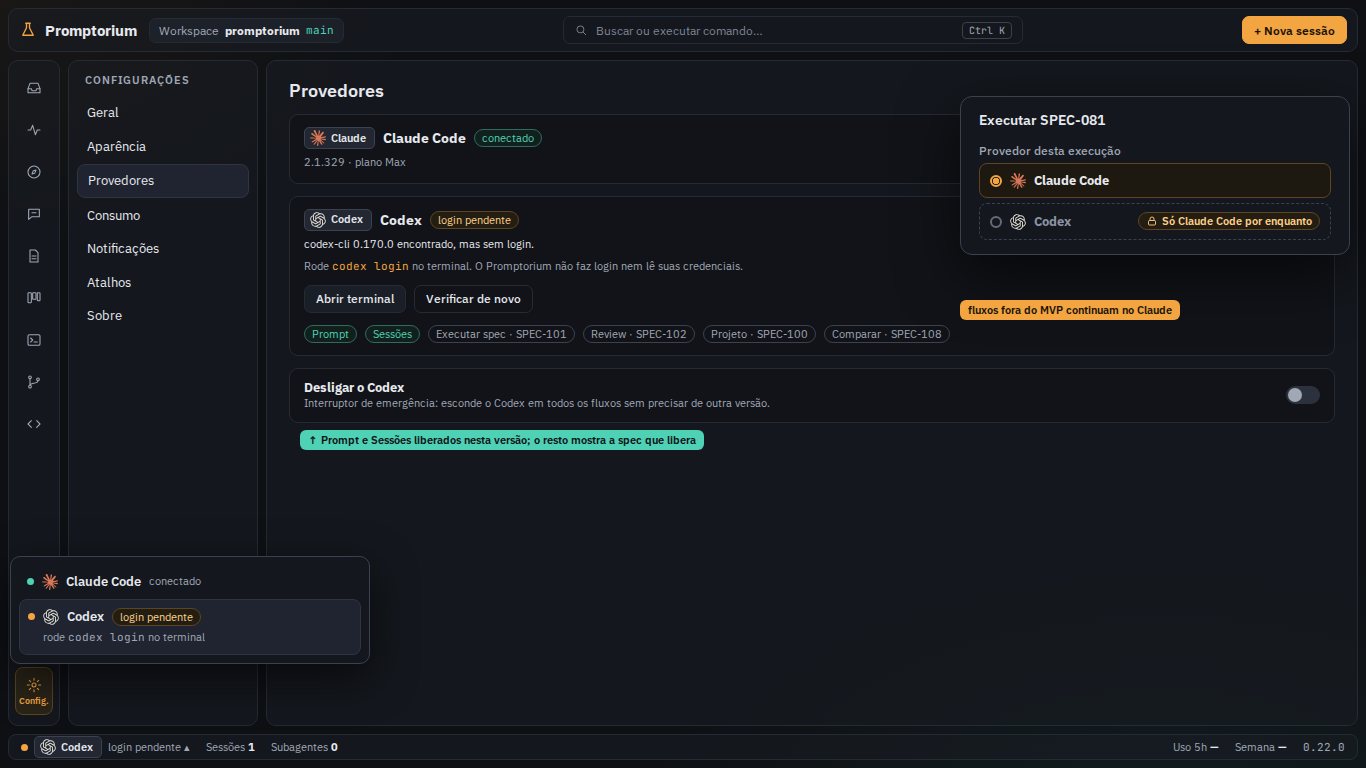 Promptorium
Workspace promptorium main
Buscar ou executar comando...
Ctrl K
+ Nova sessão
CONFIGURAÇÕES
Geral
Aparência
Provedores
Consumo
Notificações
Atalhos
Sobre
Provedores
Claude
Claude Code
conectado
2.1.329 · plano Max
Codex
Codex
login pendente
codex-cli 0.170.0 encontrado, mas sem login.
Rode codex login no terminal. O Promptorium não faz login nem lê suas credenciais.
Abrir terminal
Verificar de novo
Prompt
Sessões
Executar spec · SPEC-101
Review · SPEC-102
Projeto · SPEC-100
Comparar · SPEC-108
Executar SPEC-081
Provedor desta execução
Claude Code
Codex
Só Claude Code por enquanto
fluxos fora do MVP continuam no Claude
Desligar o Codex
Interruptor de emergência: esconde o Codex em todos os fluxos sem precisar de outra versão.
↑ Prompt e Sessões liberados nesta versão; o resto mostra a spec que libera
Claude Code conectado
Codex login pendente
rode codex login no terminal
Config.
Codex
login pendente ▴
Sessões 1
Subagentes 0
Uso 5h —
Semana —
0.22.0